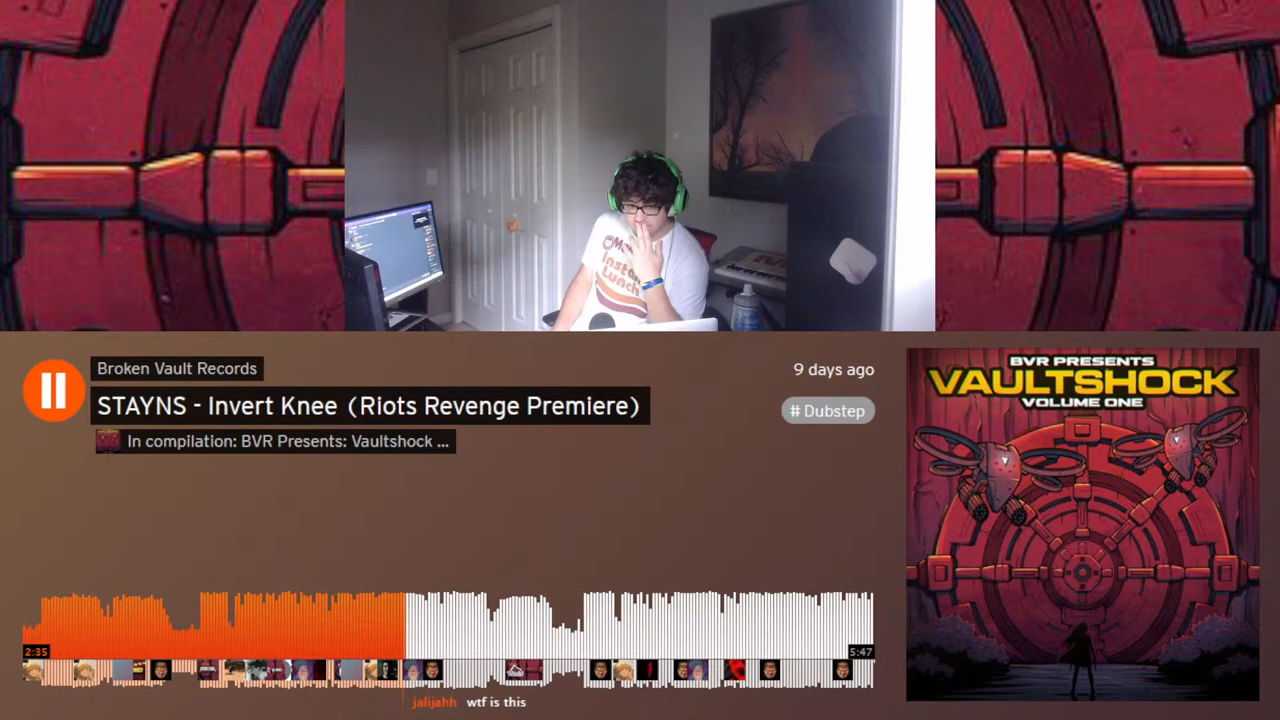 Maru
Instant
Lunch
Broken Vault Records
9 days ago
STAYNS - Invert Knee (Riots Revenge Premiere)
# Dubstep
In compilation: BVR Presents: Vaultshock ...
BVR PRESENTS
VAULTSHOCK
VOLUME ONE
2:35
5:47
jalijahh wtf is this